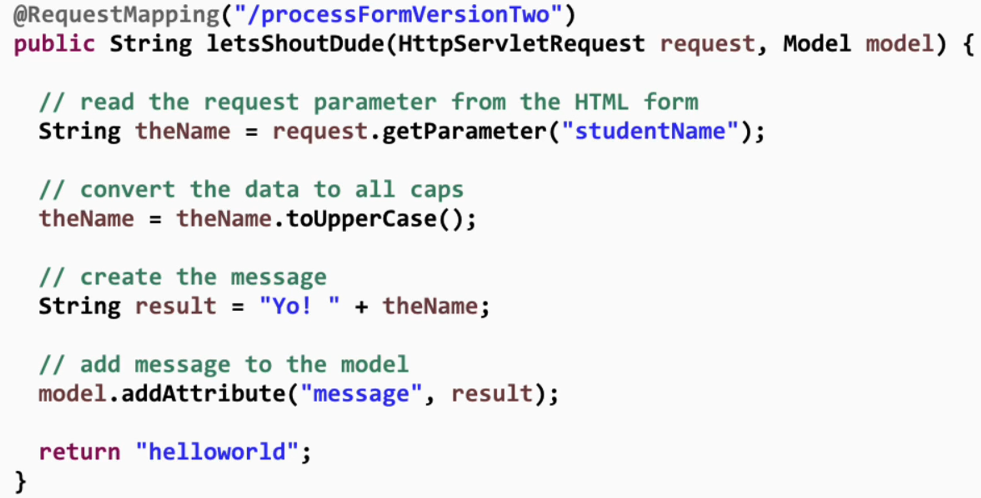 @RequestMapping("/processFormVersionTwo")
public String letsShoutDude(HttpServletRequest request, Model model) {
// read the request parameter from the HTML form
String theName = request.getParameter("studentName");
// convert the data to all caps
theName = theName.toUpperCase();
// create the message
String result = "Yo! " + theName;
// add message to the model
model.addAttribute("message", result);
return "helloworld";
}